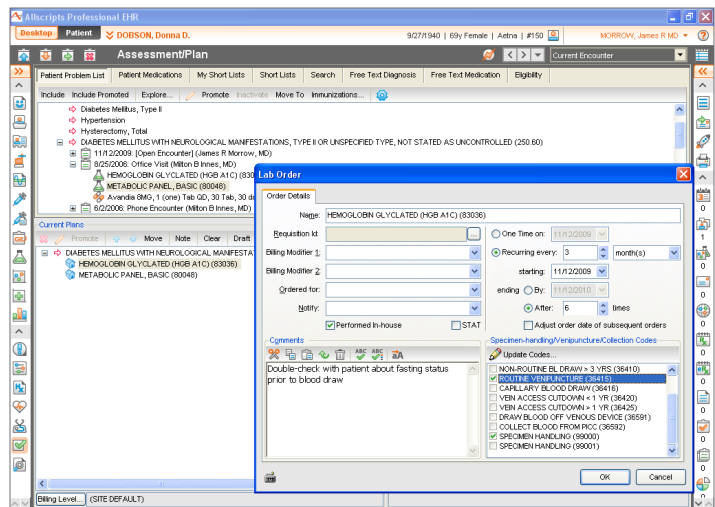 Allscripts Professional EHR
Desktop Patient DOBSON, Donna D. 9/27/1940 | 69y Female | Aetna | #150 MORROW, James R MD
Assessment/Plan Current Encounter
Patient Problem List Patient Medications My Short Lists Short Lists Search Free Text Diagnosis Free Text Medication Eligibility
Include Include Promoted Explore... Promote Inactivate Move To Immunizations...
Diabetes Mellitus, Type II
Hypertension
Hysterectomy, Total
DIABETES MELLITUS WITH NEUROLOGICAL MANIFESTATIONS, TYPE II OR UNSPECIFIED TYPE, NOT STATED AS UNCONTROLLED (250.60)
11/12/2009: [Open Encounter] (James R Morrow, MD)
8/25/2006: Office Visit (Milton B Innes, MD)
HEMOGLOBIN GLYCLATED (HGB A1C) (830
METABOLIC PANEL, BASIC (80048)
Avandia 8MG, 1 (one) Tab QD, 30 Tab, 30 d
6/2/2006: Phone Encounter (Milton B Innes, MD)
Current Plans
Promote Move Note Clear Draft
DIABETES MELLITUS WITH NEUROLOGICAL MANIFESTA
HEMOGLOBIN GLYCLATED (HGB A1C) (83036)
METABOLIC PANEL, BASIC (80048)
Billing Level... (SITE DEFAULT)
Lab Order
Order Details
Name: HEMOGLOBIN GLYCLATED (HGB A1C) (83036)
Requisition Id: ... One Time on: 11/12/2009
Billing Modifier 1: Recurring every: 3 month(s)
Billing Modifier 2: starting: 11/12/2009
Ordered for: ending By: 11/12/2010
Notify: After: 6 times
Performed In-house STAT Adjust order date of subsequent orders
Comments
Double-check with patient about fasting status
prior to blood draw
Specimen-handling/Venipuncture/Collection Codes
Update Codes...
NON-ROUTINE BL DRAW > 3 YRS (36410)
ROUTINE VENIPUNCTURE (36415)
CAPILLARY BLOOD DRAW (36416)
VEIN ACCESS CUTDOWN < 1 YR (36420)
VEIN ACCESS CUTDOWN > 1 YR (36425)
DRAW BLOOD OFF VENOUS DEVICE (36591)
COLLECT BLOOD FROM PICC (36592)
SPECIMEN HANDLING (99000)
SPECIMEN HANDLING (99001)
OK Cancel
0
1
0
0
0
0
0
0
0
0